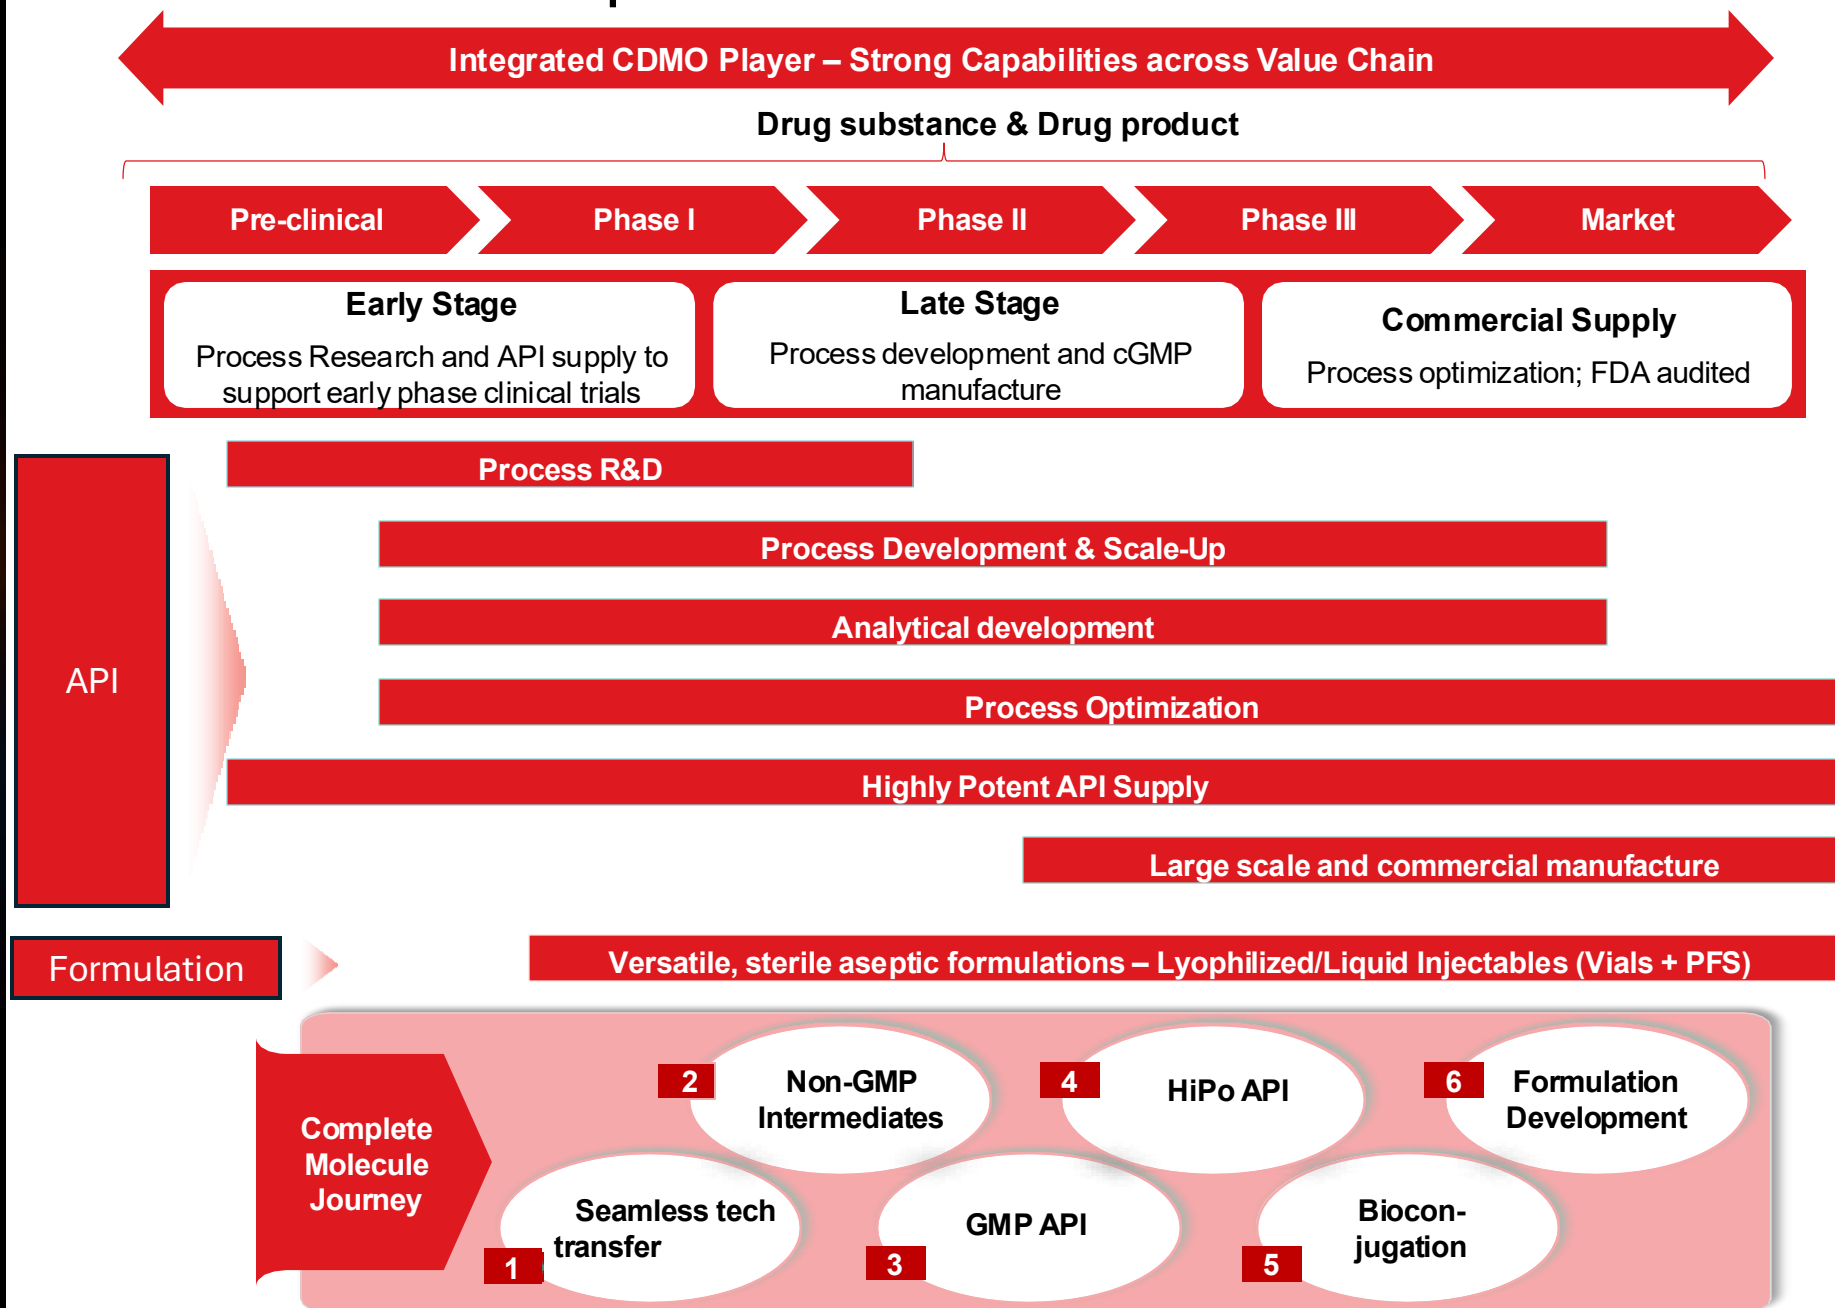 Integrated CDMO Player – Strong Capabilities across Value Chain
Drug substance & Drug product
Pre-clinical
Phase I
Phase II
Phase III
Market
Early Stage
Process Research and API supply to
support early phase clinical trials
Late Stage
Process development and cGMP
manufacture
Commercial Supply
Process optimization; FDA audited
API
Process R&D
Process Development & Scale-Up
Analytical development
Process Optimization
Highly Potent API Supply
Large scale and commercial manufacture
Formulation
Versatile, sterile aseptic formulations – Lyophilized/Liquid Injectables (Vials + PFS)
Complete
Molecule
Journey
1
Seamless tech
transfer
2
Non-GMP
Intermediates
3
GMP API
4
HiPo API
5
Biocon-
jugation
6
Formulation
Development